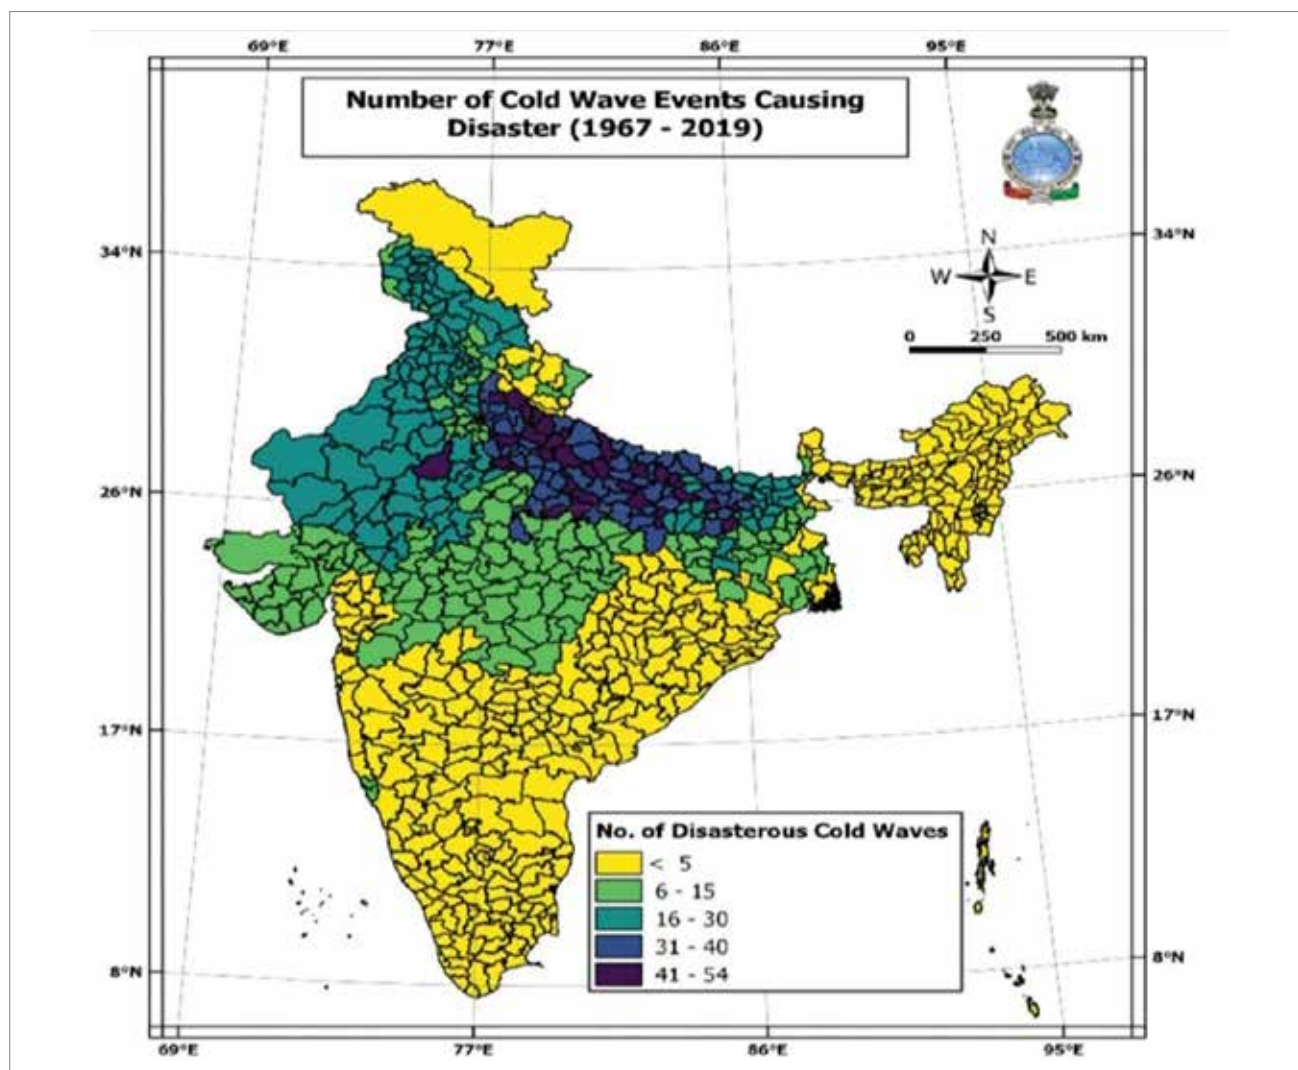 69°E 77°E 86°E 95°E
Number of Cold Wave Events Causing
Disaster (1967 - 2019)
34°N 34°N
N
W E
S
0 250 500 km
26°N 26°N
17°N 17°N
No. of Disasterous Cold Waves
< 5
6 - 15
16 - 30
31 - 40
41 - 54
8°N 8°N
69°E 77°E 86°E 95°E